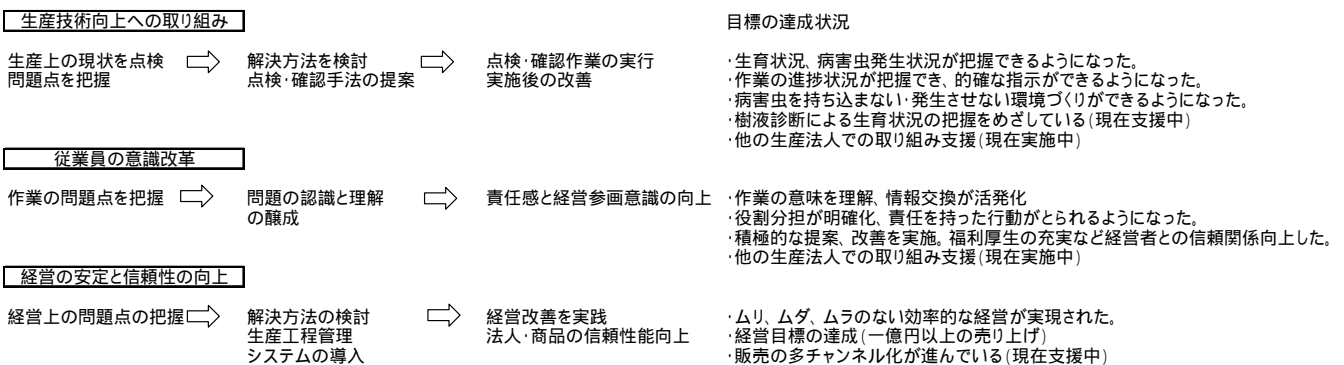 生産技術向上への取り組み
目標の達成状況
生産上の現状を点検 ⇨ 解決方法を検討 ⇨ 点検・確認作業の実行
問題点を把握 点検・確認手法の提案 実施後の改善
・生育状況、病害虫発生状況が把握できるようになった。
・作業の進捗状況が把握でき、的確な指示ができるようになった。
・病害虫を持ち込まない・発生させない環境づくりができるようになった。
・樹液診断による生育状況の把握をめざしている(現在支援中)
・他の生産法人での取り組み支援(現在実施中)
従業員の意識改革
作業の問題点を把握 ⇨ 問題の認識と理解 ⇨ 責任感と経営参画意識の向上
の醸成
・作業の意味を理解、情報交換が活発化
・役割分担が明確化、責任を持った行動がとられるようになった。
・積極的な提案、改善を実施。福利厚生の充実など経営者との信頼関係向上した。
・他の生産法人での取り組み支援(現在実施中)
経営の安定と信頼性の向上
経営上の問題点の把握 ⇨ 解決方法の検討 ⇨ 経営改善を実践
生産工程管理 法人・商品の信頼性能向上
システムの導入
・ムリ、ムダ、ムラのない効率的な経営が実現された。
・経営目標の達成(一億円以上の売り上げ)
・販売の多チャンネル化が進んでいる(現在支援中)